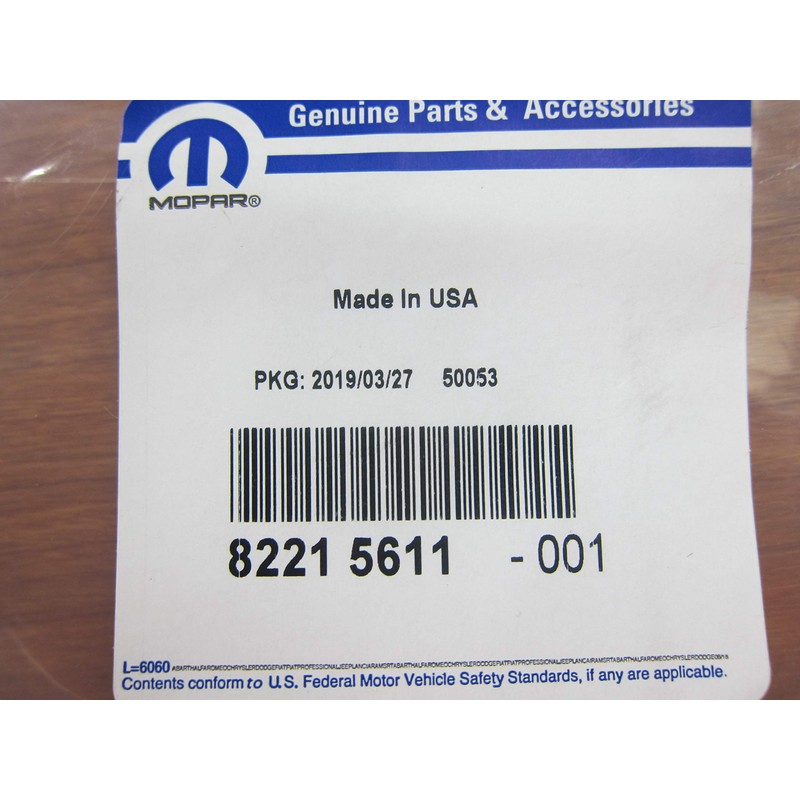 Genuine Parts & Accessories
MOPAR®
Made In USA
PKG: 2019/03/27 50053
8221 5611 - 001
L=6060
Contents conform to U.S. Federal Motor Vehicle Safety Standards, if any are applicable.